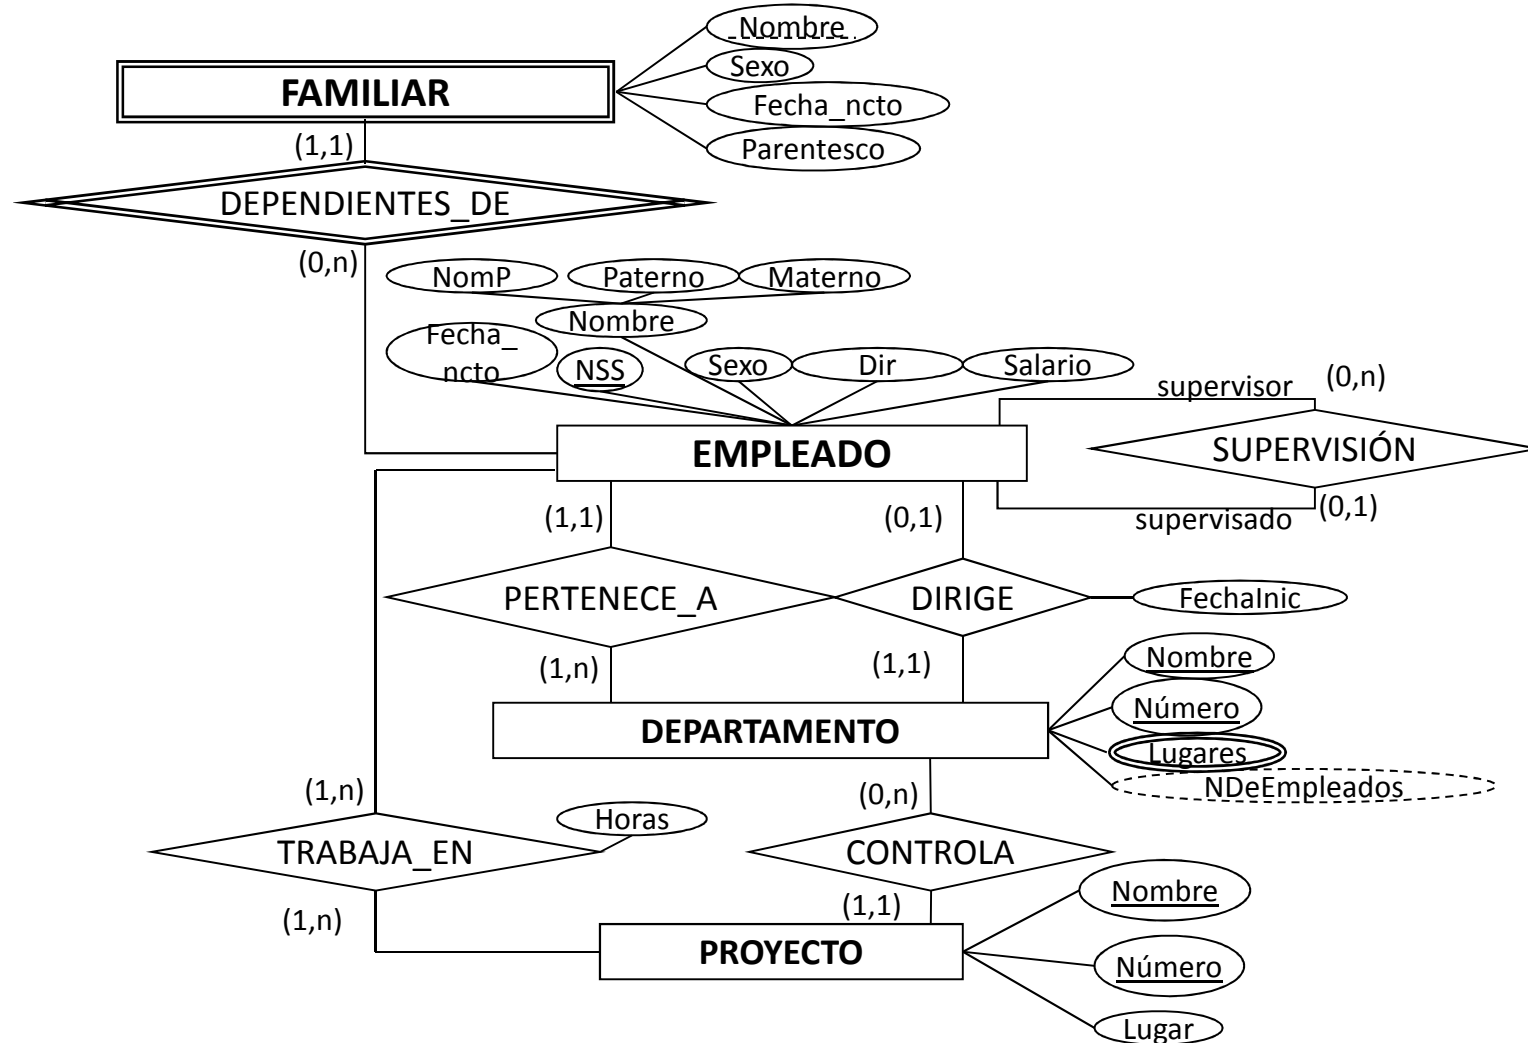 Nombre
Sexo
FAMILIAR
Fecha_ncto
(1,1)
Parentesco
DEPENDIENTES_DE
(0,n)
NomP
Paterno
Materno
Nombre
Fecha_
ncto
NSS
Sexo
Dir
Salario
supervisor
(0,n)
EMPLEADO
SUPERVISIÓN
(1,1)
(0,1)
supervisado
(0,1)
PERTENECE_A
DIRIGE
FechaInic
(1,n)
(1,1)
Nombre
Número
DEPARTAMENTO
Lugares
NDeEmpleados
(1,n)
(0,n)
Horas
TRABAJA_EN
CONTROLA
Nombre
(1,n)
(1,1)
PROYECTO
Número
Lugar